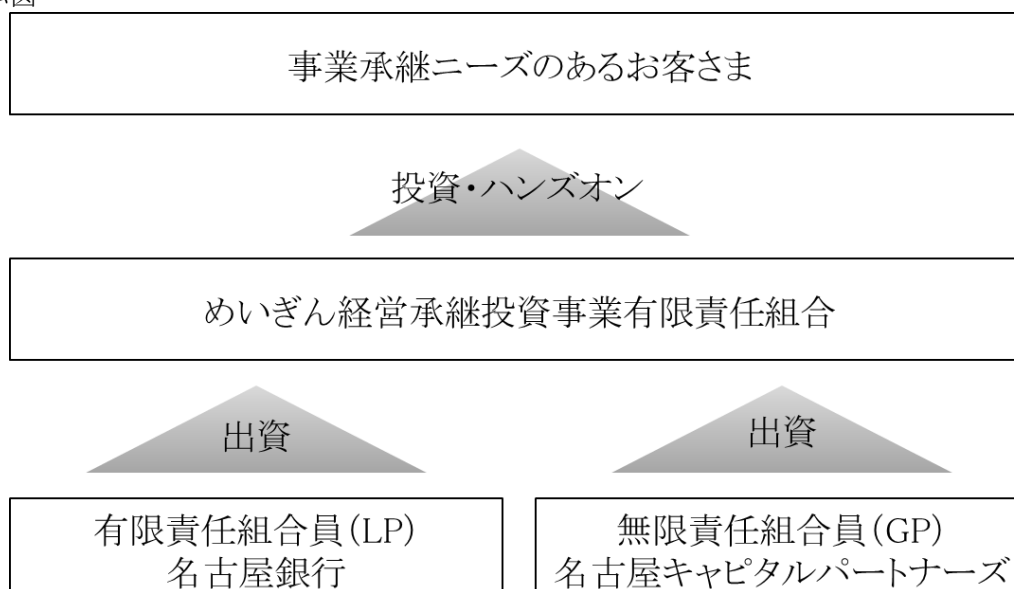 事業承継ニーズのあるお客さま
投資・ハンズオン
めいぎん経営承継投資事業有限責任組合
出資
出資
有限責任組合員(LP)
名古屋銀行
無限責任組合員(GP)
名古屋キャピタルパートナーズ